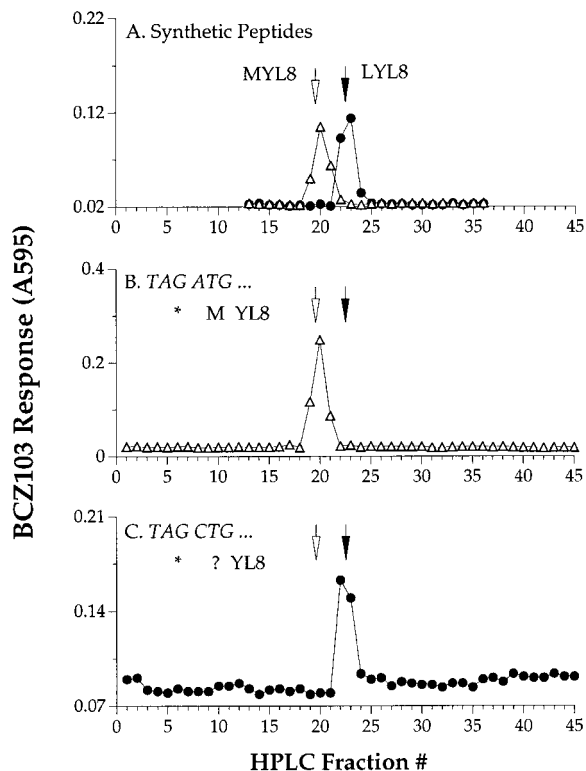 BCZ103 Response (A595)
0.22
A. Synthetic Peptides
MYL8 LYL8
0.12
0.02
0 5 10 15 20 25 30 35 40 45
0.4
B. TAG ATG ...
* M YL8
0.2
0
0 5 10 15 20 25 30 35 40 45
0.21
C. TAG CTG ...
* ? YL8
0.14
0.07
0 5 10 15 20 25 30 35 40 45
HPLC Fraction #